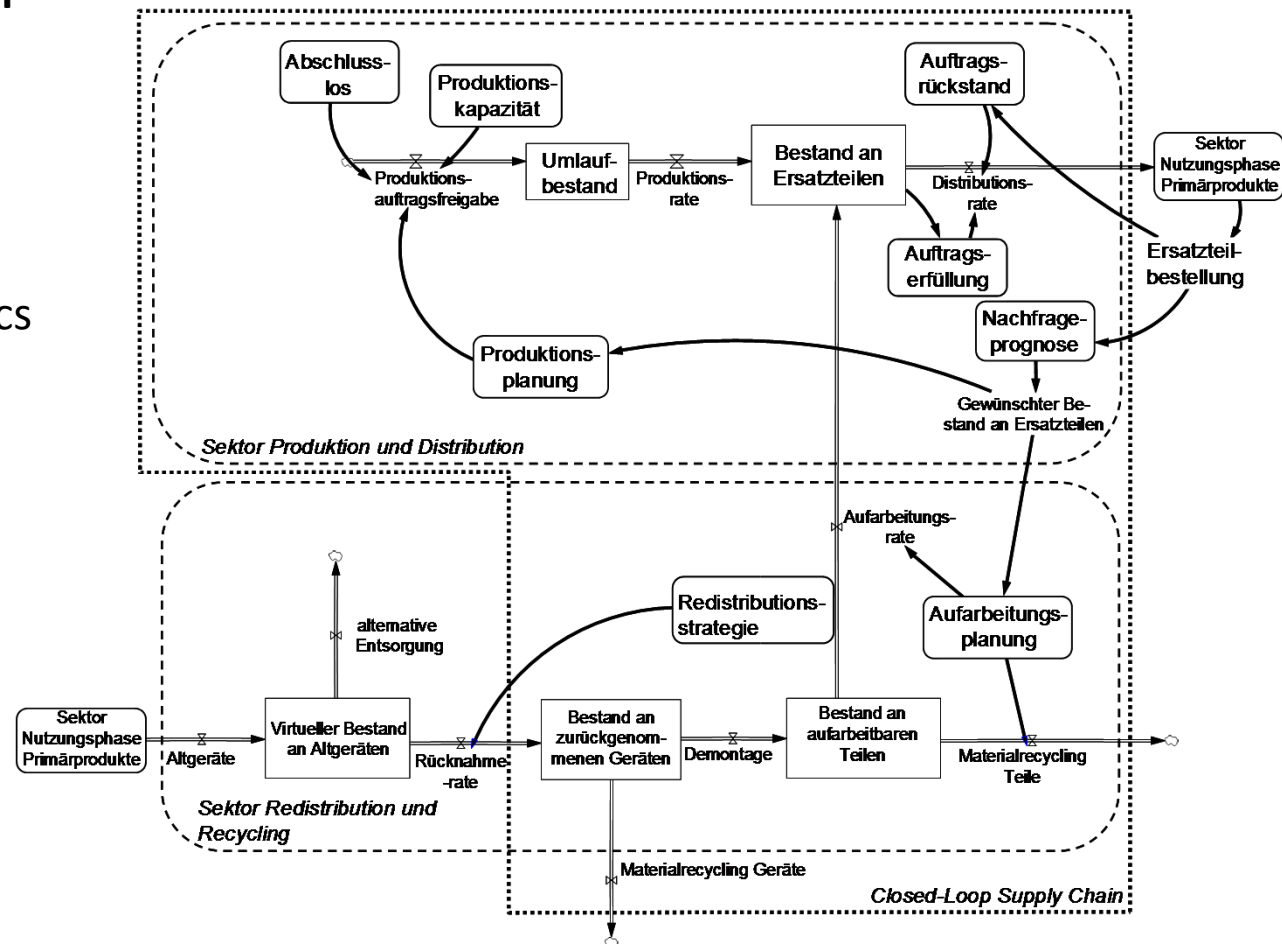 Abschluss-
los
Produktions-
kapazität
Auftrags-
rückstand
Umlauf-
bestand
Bestand an
Ersatzteilen
Sektor
Nutzungsphase
Primärprodukte
Produktions-
auftragsfreigabe
Produktions-
rate
Distributions-
rate
Auftrags-
erfüllung
Ersatzteil-
bestellung
cs
Nachfrage-
prognose
Produktions-
planung
Gewünschter Be-
stand an Ersatzteilen
Sektor Produktion und Distribution
Aufarbeitungs-
rate
Redistributions-
strategie
Aufarbeitungs-
planung
alternative
Entsorgung
Sektor
Nutzungsphase
Primärprodukte
Altgeräte
Virtueller Bestand
an Altgeräten
Rücknahme-
-rate
Bestand an
zurückgenom-
menen Geräten
Demontage
Bestand an
aufarbeitbaren
Teilen
Materialrecycling
Teile
Sektor Redistribution und
Recycling
Materialrecycling Geräte
Closed-Loop Supply Chain